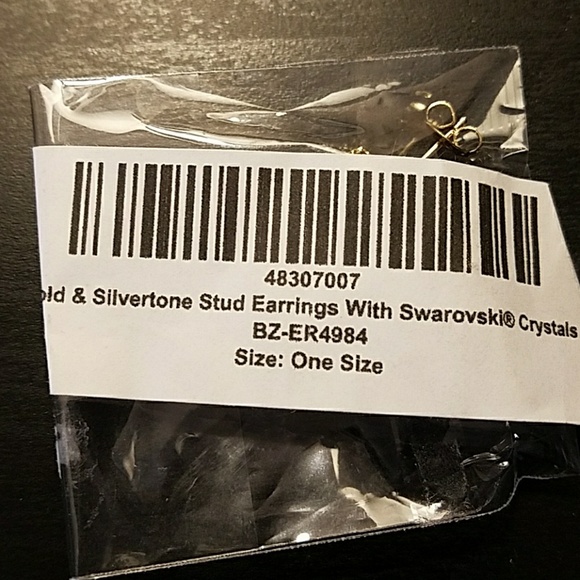 48307007
old & Silvertone Stud Earrings With Swarovski® Crystals
BZ-ER4984
Size: One Size